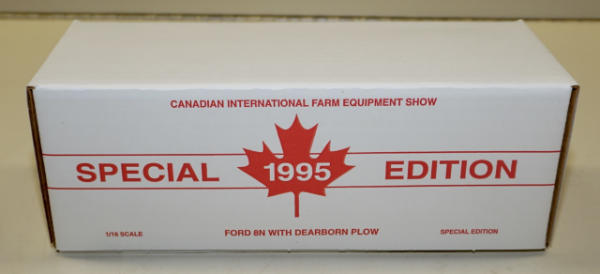 CANADIAN INTERNATIONAL FARM EQUIPMENT SHOW
SPECIAL 1995 EDITION
1/16 SCALE FORD 8N WITH DEARBORN PLOW SPECIAL EDITION